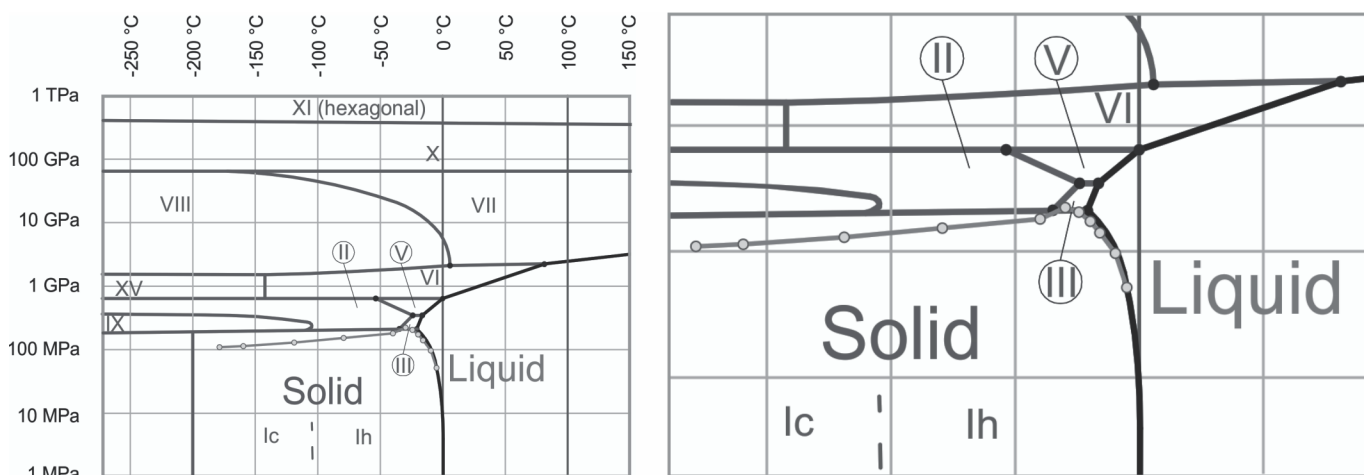 -250 °C
-200 °C
-150 °C
-100 °C
-50 °C
0 °C
50 °C
100 °C
150 °C
1 TPa
XI (hexagonal)
X
100 GPa
VIII
VII
10 GPa
II
V
VI
1 GPa
XV
IX
100 MPa
III
Solid
Liquid
10 MPa
Ic
Ih
1 MPa
II
V
VI
III
Solid
Liquid
Ic
Ih